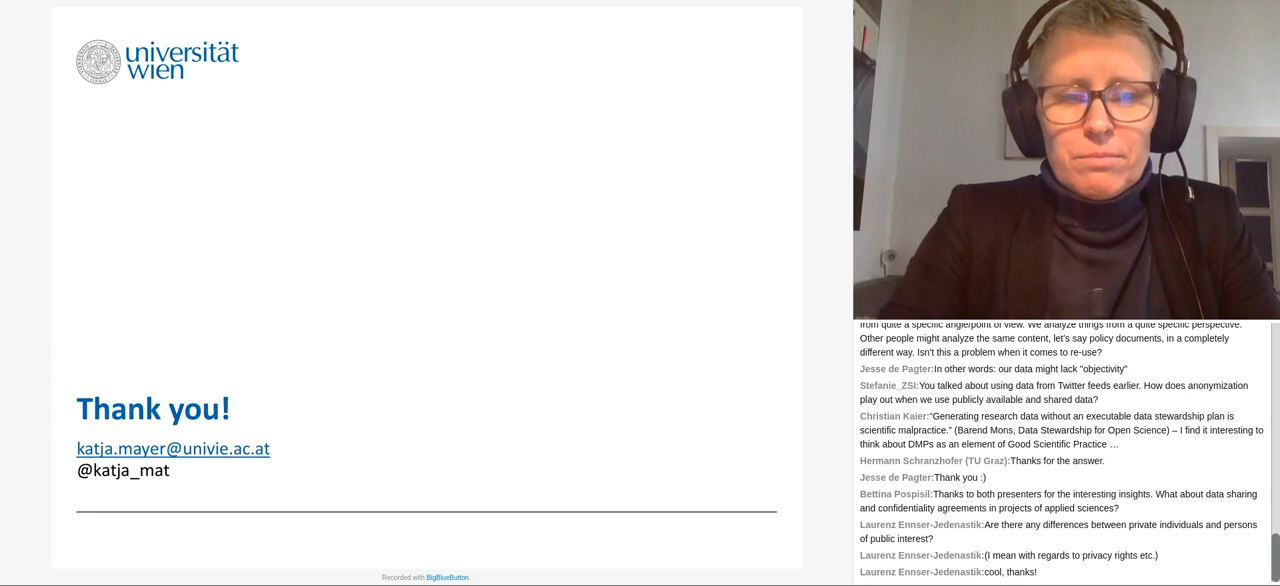 universität
wien
Thank you!
katja.mayer@univie.ac.at
@katja_mat
Recorded with BigBlueButton.
from quite a specific angle/point of view. We analyze things from a quite specific perspective.
Other people might analyze the same content, let's say policy documents, in a completely
different way. Isn't this a problem when it comes to re-use?
Jesse de Pagter:In other words: our data might lack "objectivity"
Stefanie_ZSI:You talked about using data from Twitter feeds earlier. How does anonymization
play out when we use publicly available and shared data?
Christian Kaier:"Generating research data without an executable data stewardship plan is
scientific malpractice." (Barend Mons, Data Stewardship for Open Science) – I find it interesting to
think about DMPs as an element of Good Scientific Practice …
Hermann Schranzhofer (TU Graz):Thanks for the answer.
Jesse de Pagter:Thank you :)
Bettina Pospisil:Thanks to both presenters for the interesting insights. What about data sharing
and confidentiality agreements in projects of applied sciences?
Laurenz Ennser-Jedenastik:Are there any differences between private individuals and persons
of public interest?
Laurenz Ennser-Jedenastik:(I mean with regards to privacy rights etc.)
Laurenz Ennser-Jedenastik:cool, thanks!